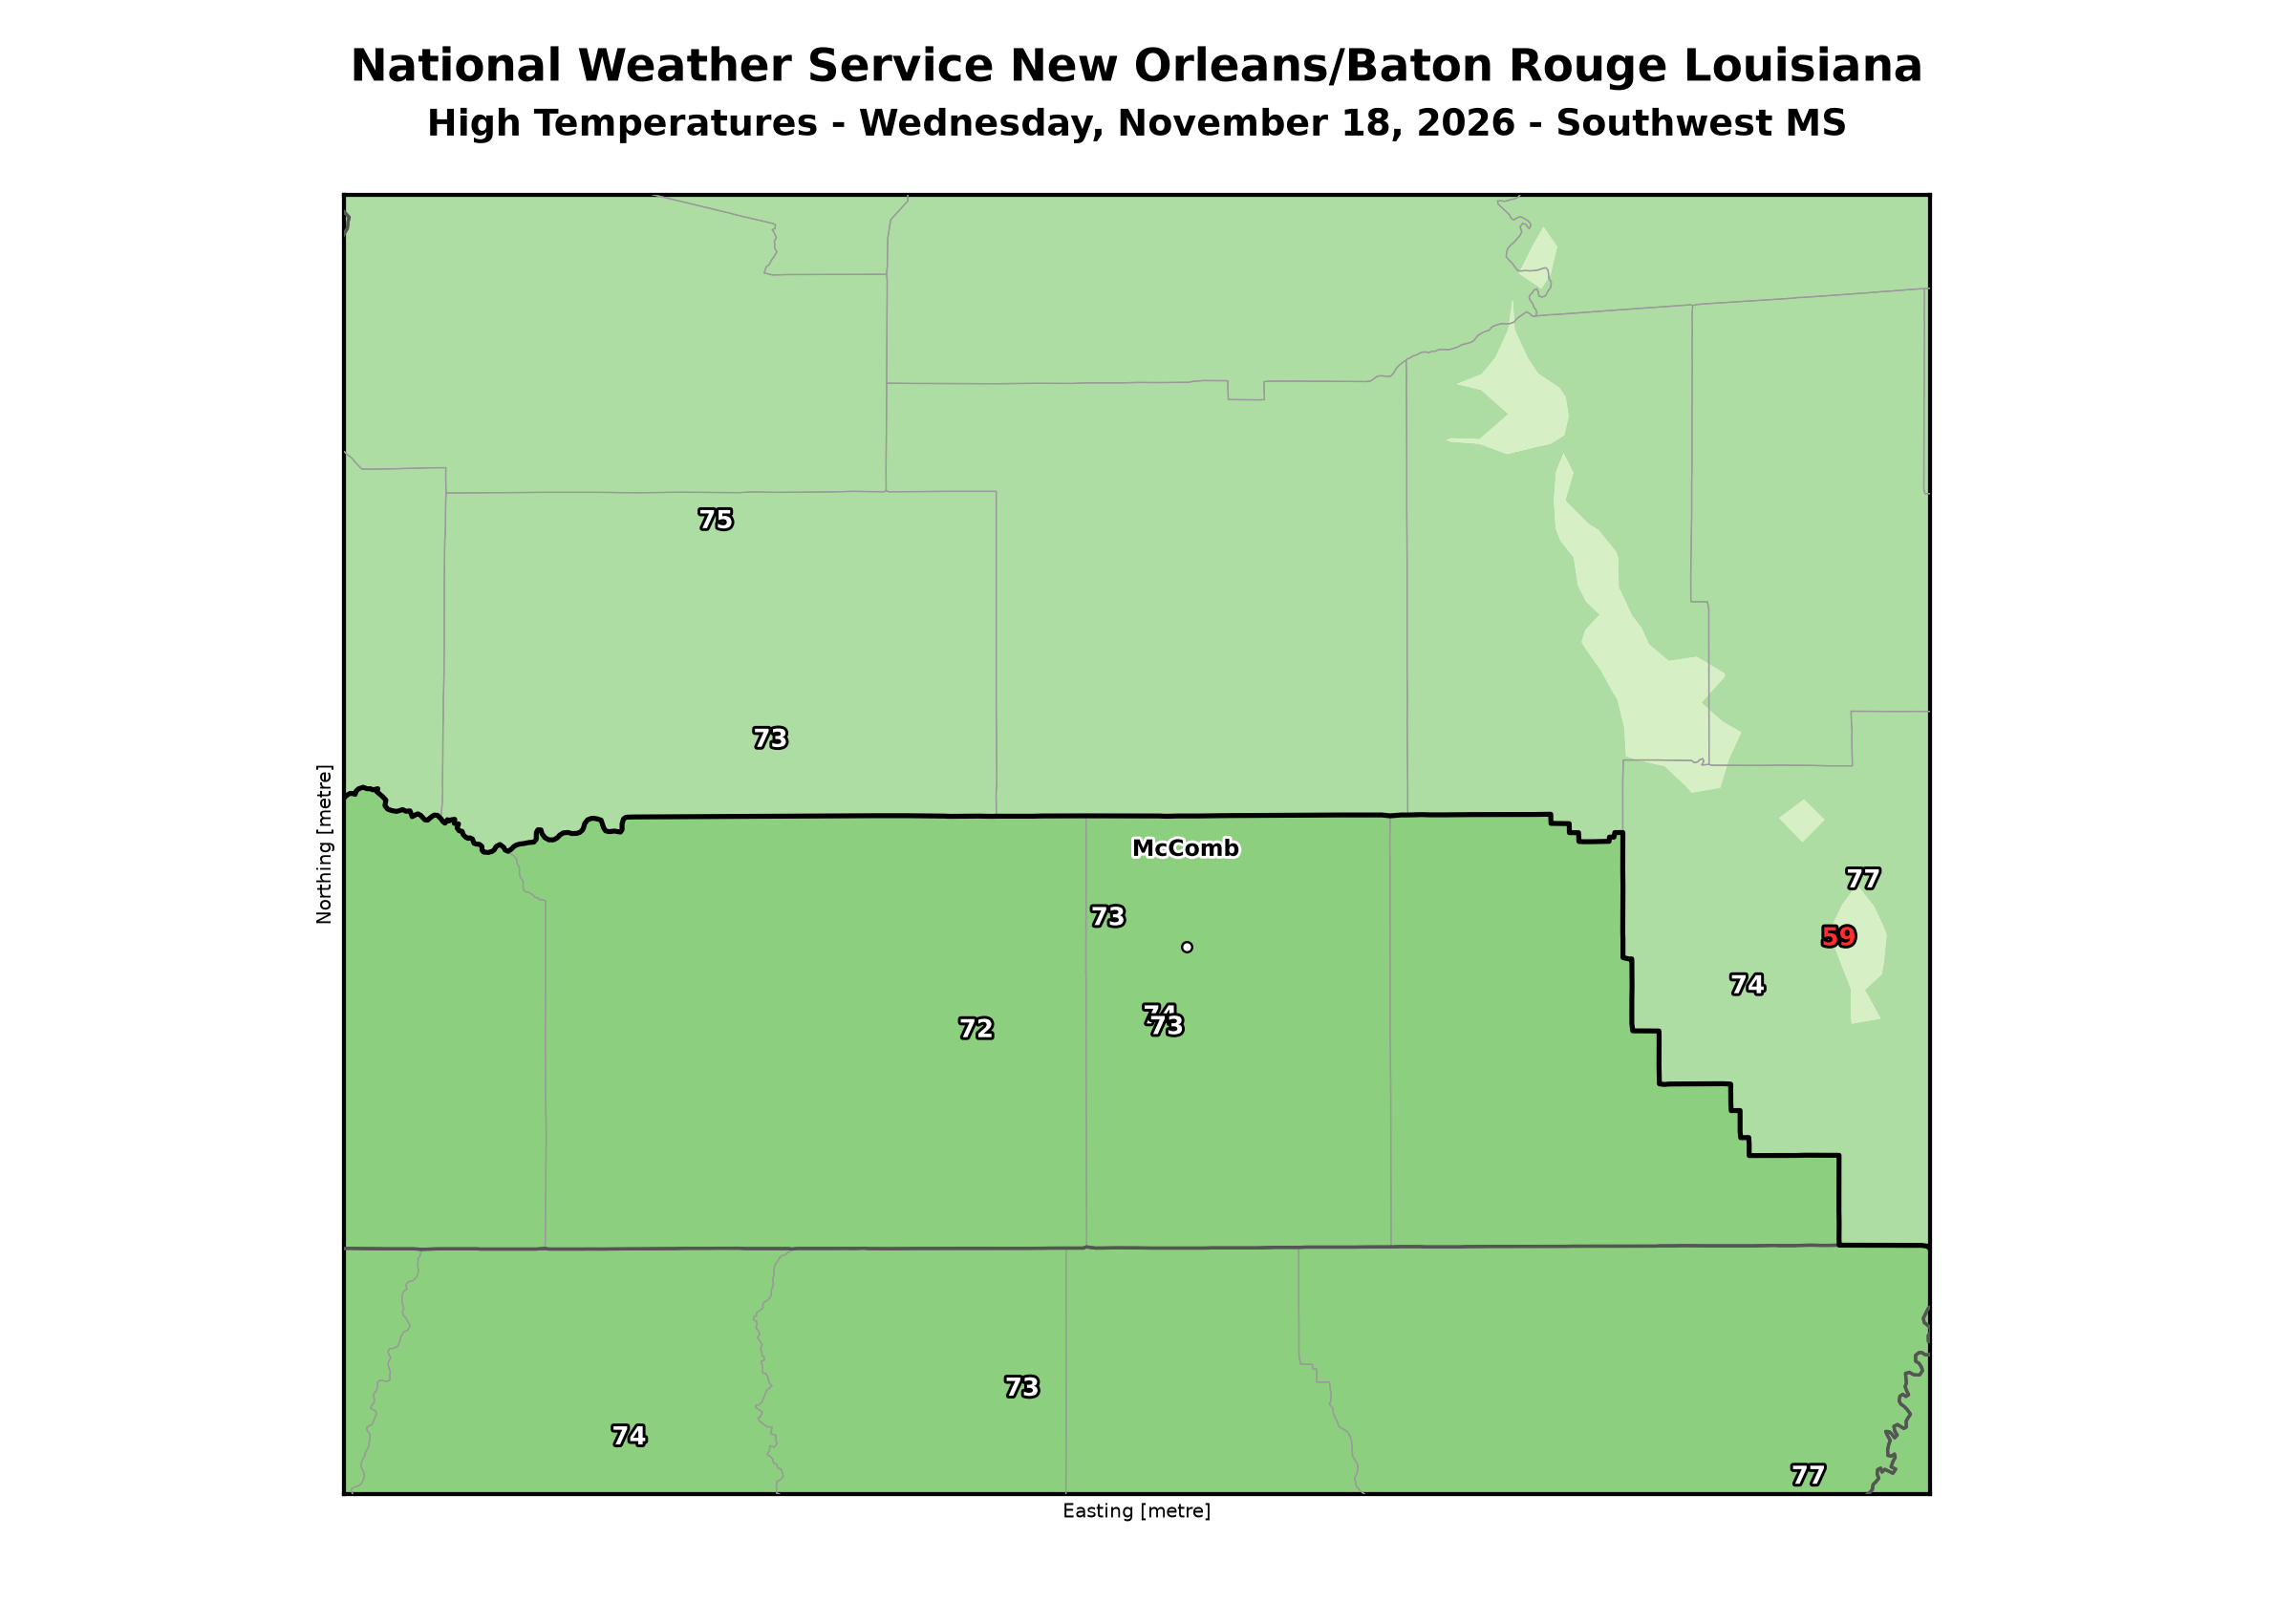 National Weather Service New Orleans/Baton Rouge Louisiana
High Temperatures - Wednesday, November 18, 2026 - Southwest MS
75
73
McComb
77
73
59
74
74
73
72
73
74
77
Northing [metre]
Easting [metre]